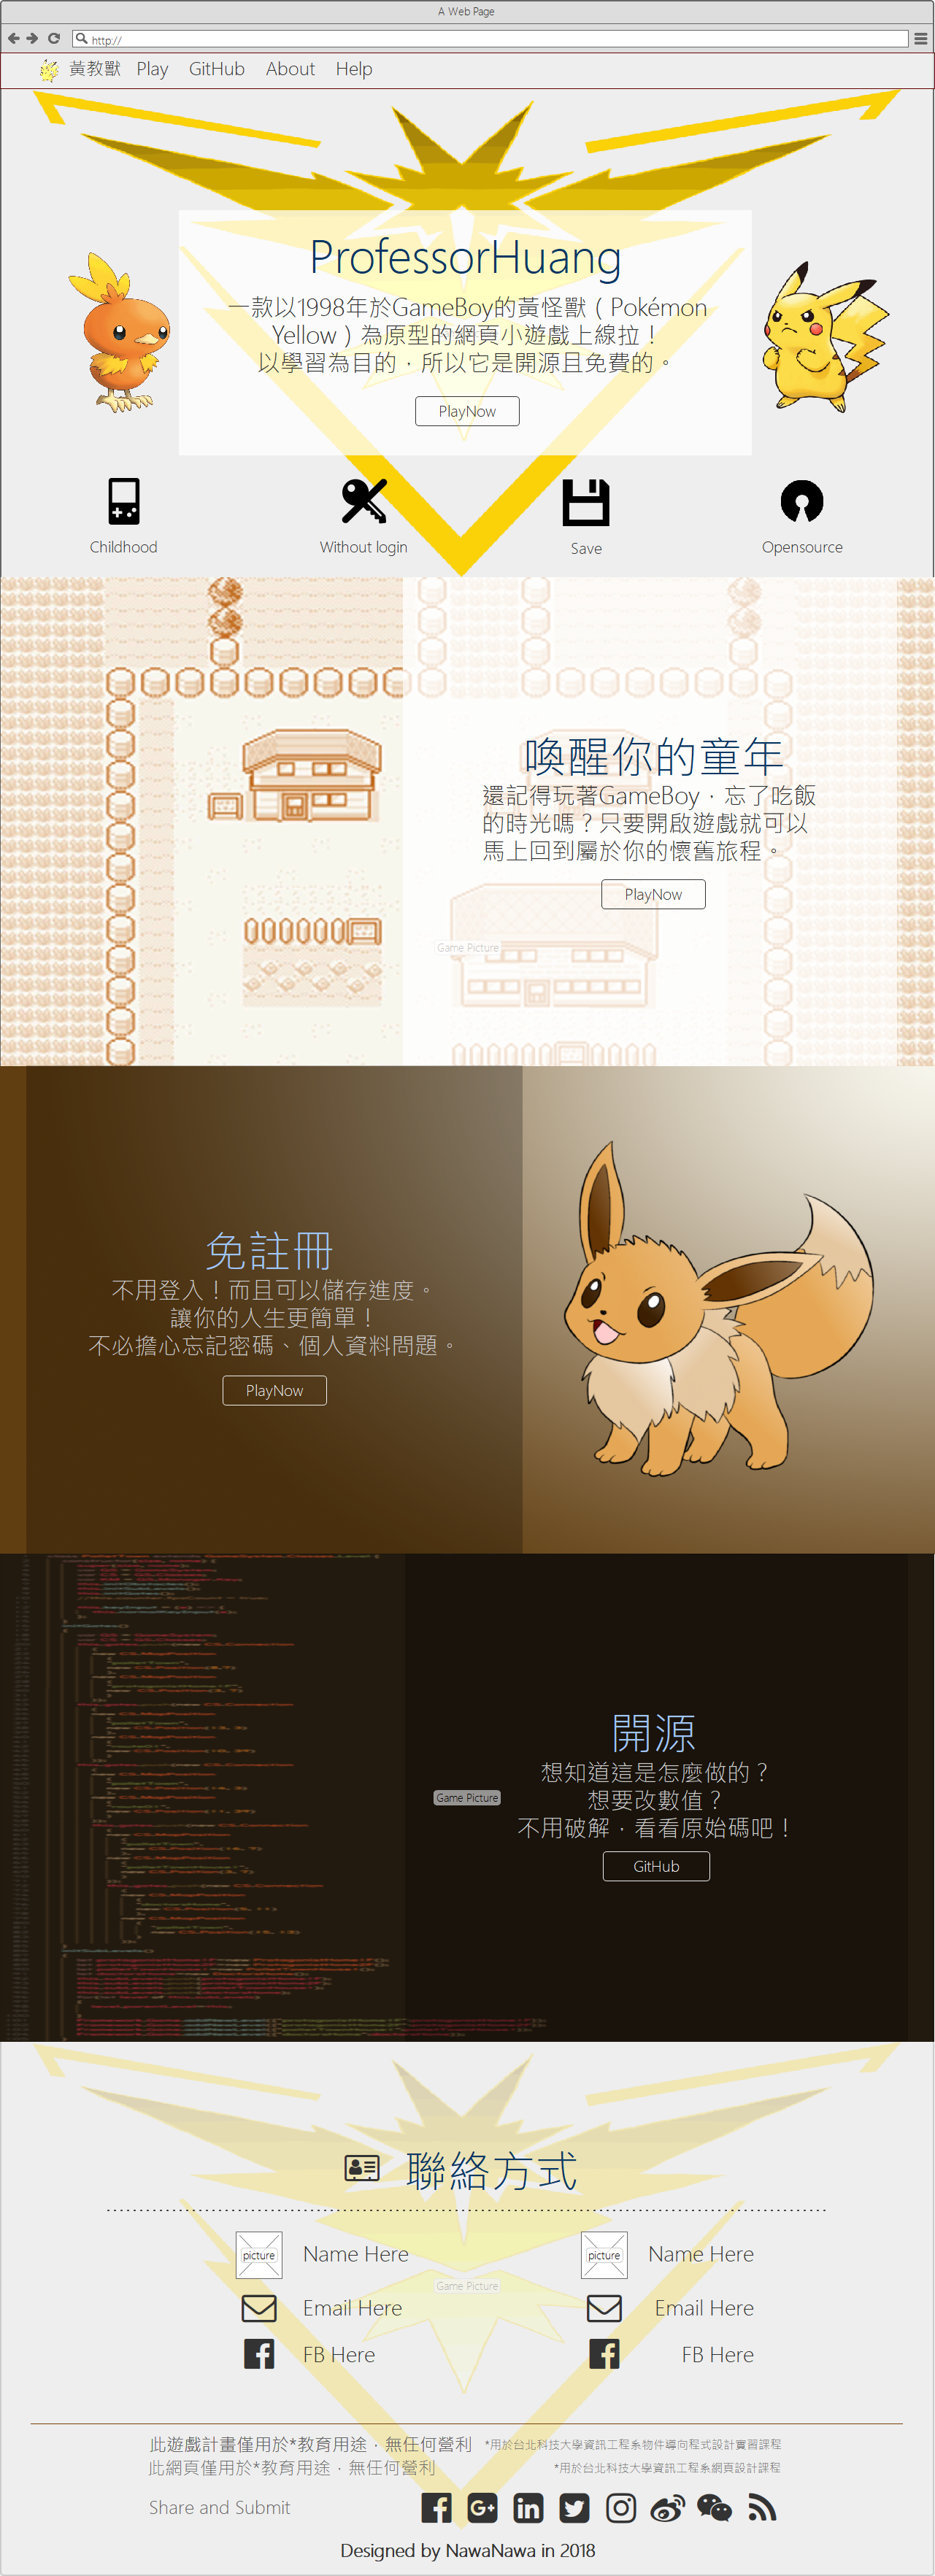 A Web Page
http://
黃教獸 Play GitHub About Help
ProfessorHuang
一款以1998年於GameBoy的黃怪獸（Pokémon
Yellow）為原型的網頁小遊戲上線拉！
以學習為目的，所以它是開源且免費的。
PlayNow
Childhood Without login Save Opensource
喚醒你的童年
還記得玩著GameBoy，忘了吃飯
的時光嗎？只要開啟遊戲就可以
馬上回到屬於你的懷舊旅程。
PlayNow
Game Picture
免註冊
不用登入！而且可以儲存進度。
讓你的人生更簡單！
不必擔心忘記密碼、個人資料問題。
PlayNow
開源
想知道這是怎麼做的？
Game Picture
想要改數值？
不用破解，看看原始碼吧！
GitHub
聯絡方式
picture Name Here picture Name Here
Game Picture
Email Here Email Here
FB Here FB Here
此遊戲計畫僅用於*教育用途，無任何營利 *用於台北科技大學資訊工程系物件導向程式設計實習課程
此網頁僅用於*教育用途，無任何營利 *用於台北科技大學資訊工程系網頁設計課程
Share and Submit
Designed by NawaNawa in 2018